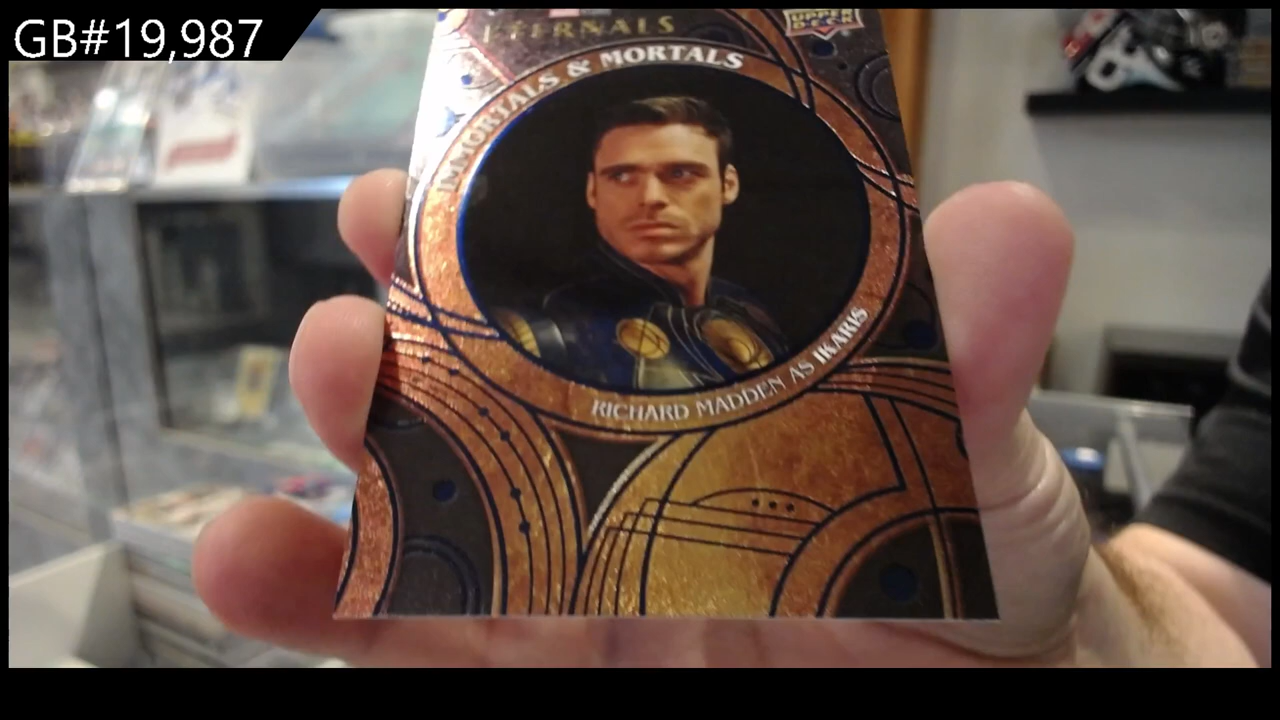 GB#19,987
ETERNALS
UPPER DECK
IMMORTALS & MORTALS
RICHARD MADDEN AS IKARIS